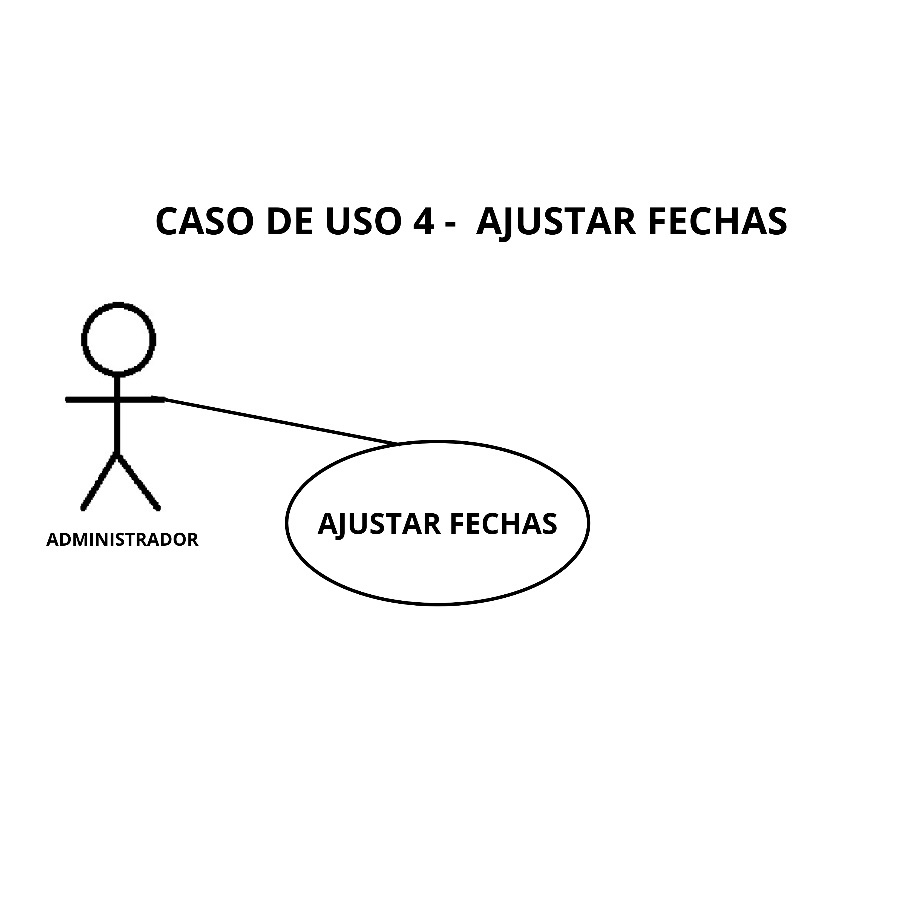 CASO DE USO 4 - AJUSTAR FECHAS
AJUSTAR FECHAS
ADMINISTRADOR